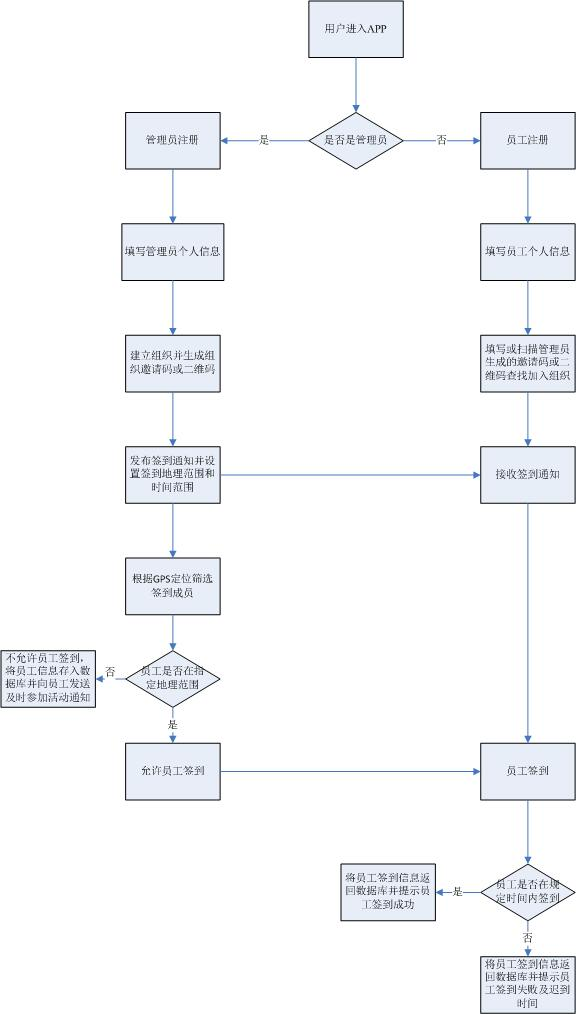 用户进入APP
管理员注册
是
是否是管理员
否
员工注册
填写管理员个人信息
填写员工个人信息
建立组织并生成组
织邀请码或二维码
填写或扫描管理员
生成的邀请码或二
维码查找加入组织
发布签到通知并设
置签到地理范围和
时间范围
接收签到通知
根据GPS定位筛选
签到成员
不允许员工签到，
将员工信息存入数
据库并向员工发送
及时参加活动通知
否
员工是否在指
定地理范围
是
允许员工签到
员工签到
将员工签到信息返
回数据库并提示员
工签到成功
是
员工是否在规
定时间内签到
否
将员工签到信息返
回数据库并提示员
工签到失败及迟到
时间